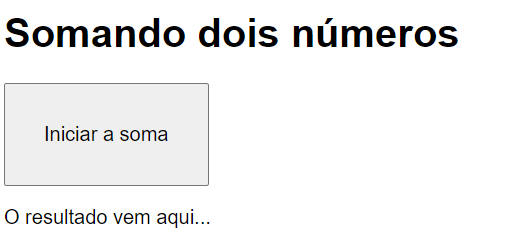 Somando dois números
Iniciar a soma
O resultado vem aqui...